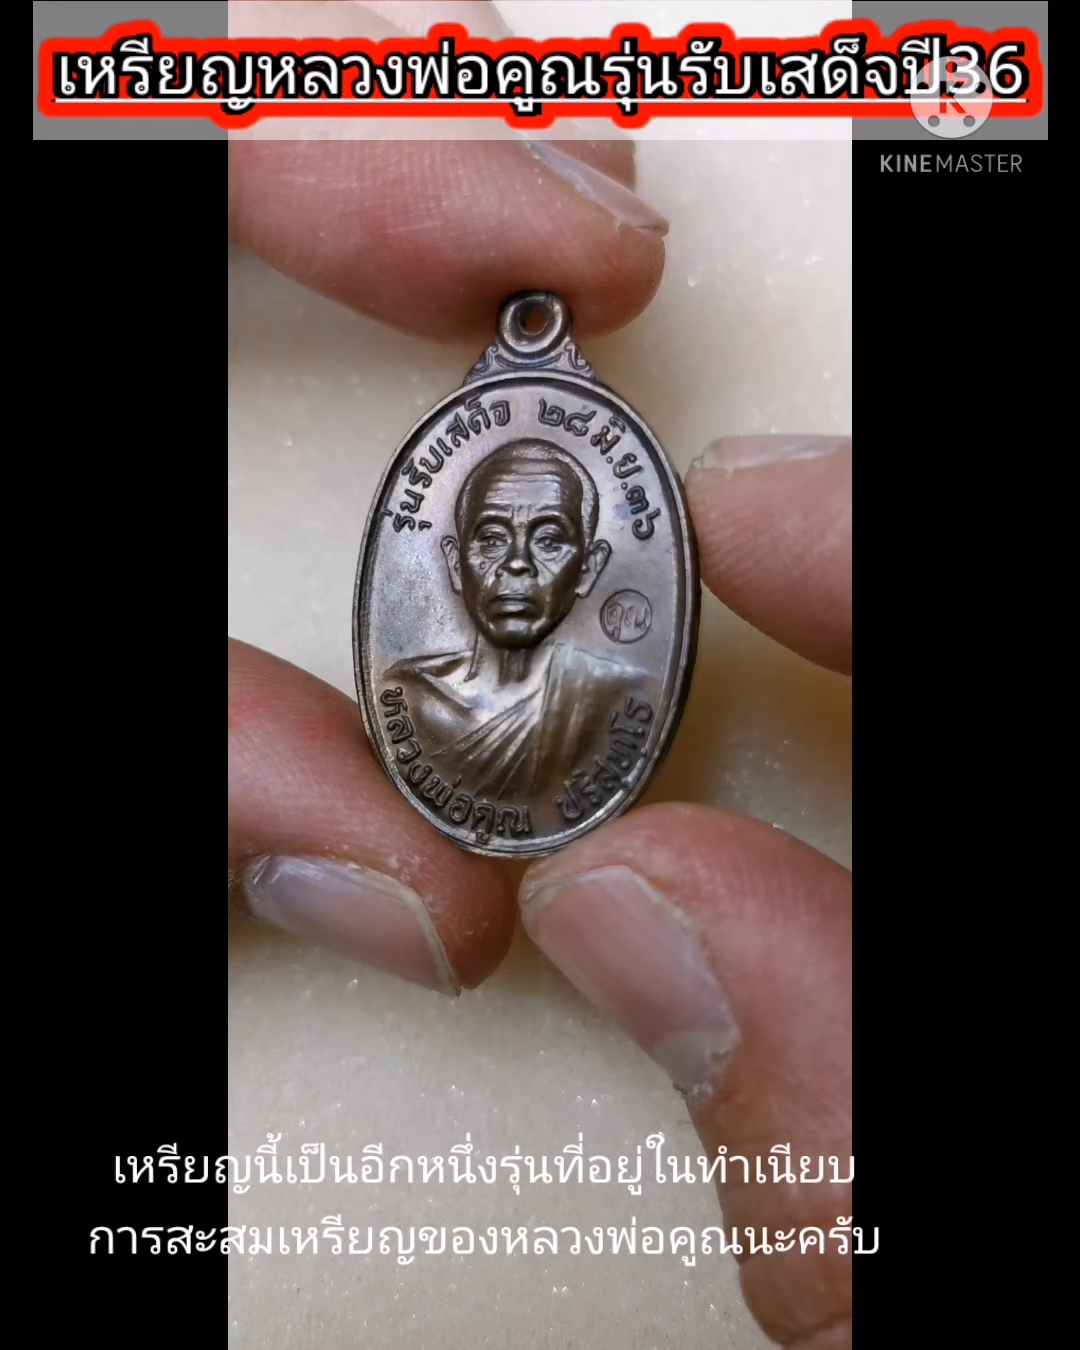 เหรียญหลวงพ่อคูณรุ่นรับเสด็จปี36
KINEMASTER
รุ่นรับเสด็จ ๒๘ มิ.ย.๓๖
คูณ
หลวงพ่อคูณ ปริสุทฺโธ
เหรียญนี้เป็นอีกหนึ่งรุ่นที่อยู่ในทำเนียบ
การสะสมเหรียญของหลวงพ่อคูณนะครับ